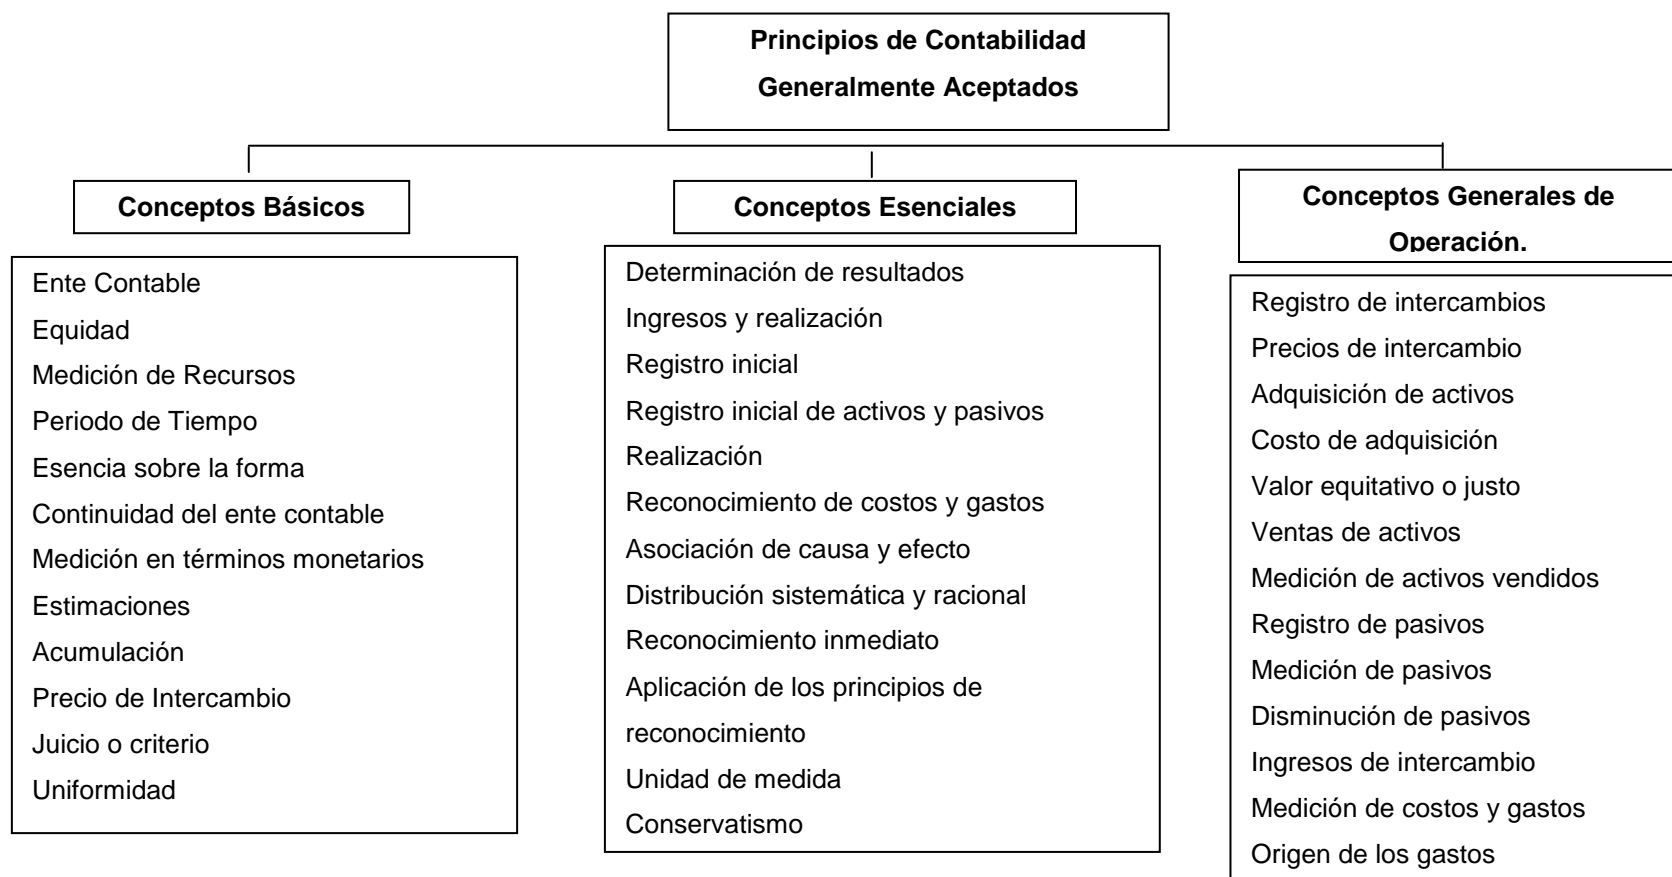 Principios de Contabilidad
Generalmente Aceptados
Conceptos Básicos
Ente Contable
Equidad
Medición de Recursos
Periodo de Tiempo
Esencia sobre la forma
Continuidad del ente contable
Medición en términos monetarios
Estimaciones
Acumulación
Precio de Intercambio
Juicio o criterio
Uniformidad
Conceptos Esenciales
Determinación de resultados
Ingresos y realización
Registro inicial
Registro inicial de activos y pasivos
Realización
Reconocimiento de costos y gastos
Asociación de causa y efecto
Distribución sistemática y racional
Reconocimiento inmediato
Aplicación de los principios de
reconocimiento
Unidad de medida
Conservatismo
Conceptos Generales de
Operación.
Registro de intercambios
Precios de intercambio
Adquisición de activos
Costo de adquisición
Valor equitativo o justo
Ventas de activos
Medición de activos vendidos
Registro de pasivos
Medición de pasivos
Disminución de pasivos
Ingresos de intercambio
Medición de costos y gastos
Origen de los gastos